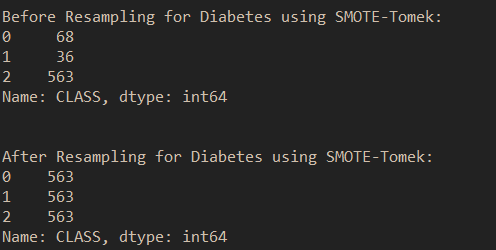 Before Resampling for Diabetes using SMOTE-Tomek:
0     68
1     36
2    563
Name: CLASS, dtype: int64
After Resampling for Diabetes using SMOTE-Tomek:
0    563
1    563
2    563
Name: CLASS, dtype: int64